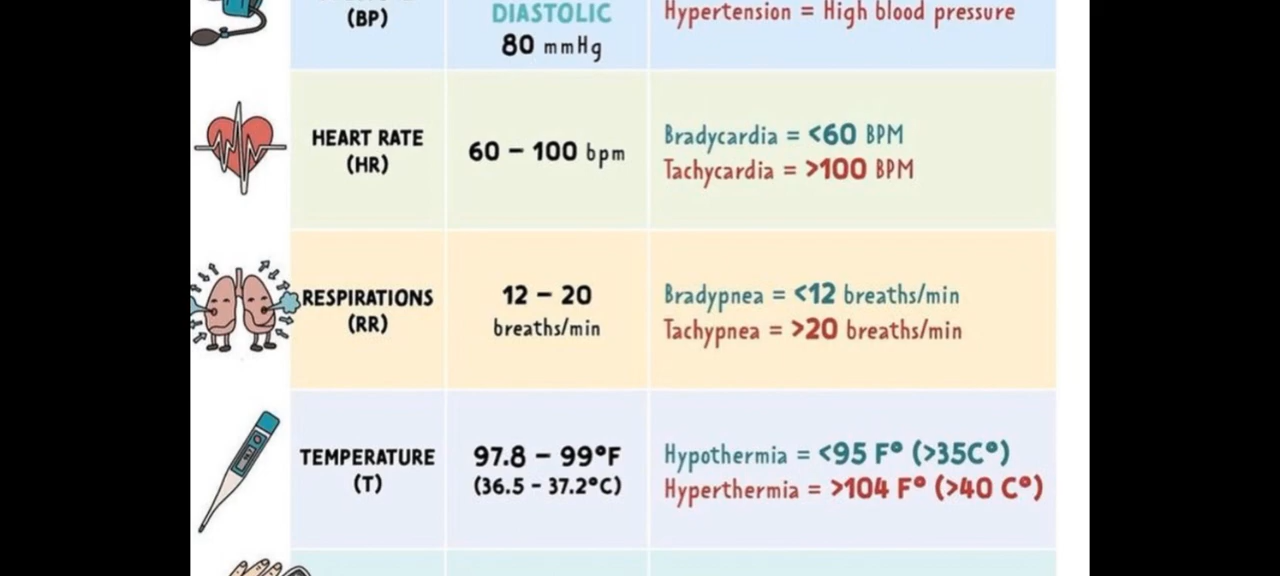 (BP)
DIASTOLIC
80 mmHg
Hypertension = High blood pressure
HEART RATE
(HR)
60 – 100 bpm
Bradycardia = <60 BPM
Tachycardia = >100 BPM
RESPIRATIONS
(RR)
12 – 20
breaths/min
Bradypnea = <12 breaths/min
Tachypnea = >20 breaths/min
TEMPERATURE
(T)
97.8 – 99°F
(36.5 - 37.2°C)
Hypothermia = <95 F° (>35C°)
Hyperthermia = >104 F° (>40 C°)